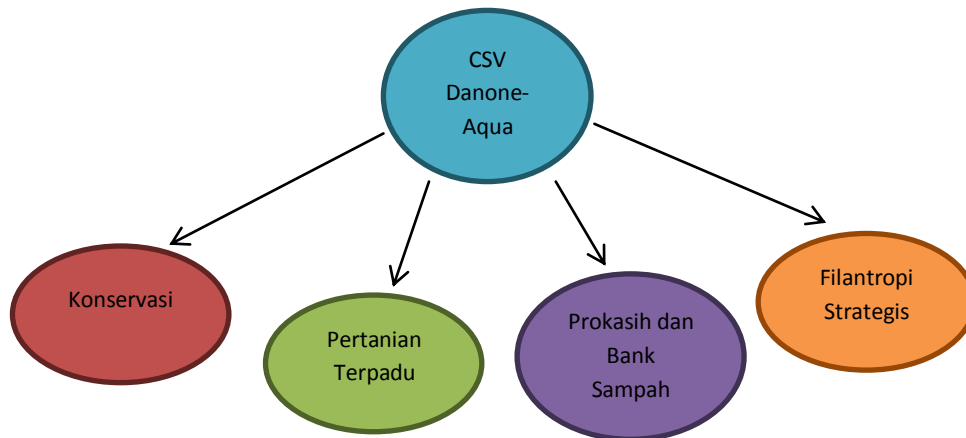 CSV
Danone-
Aqua
Konservasi
Pertanian
Terpadu
Prokasih dan
Bank
Sampah
Filantropi
Strategis